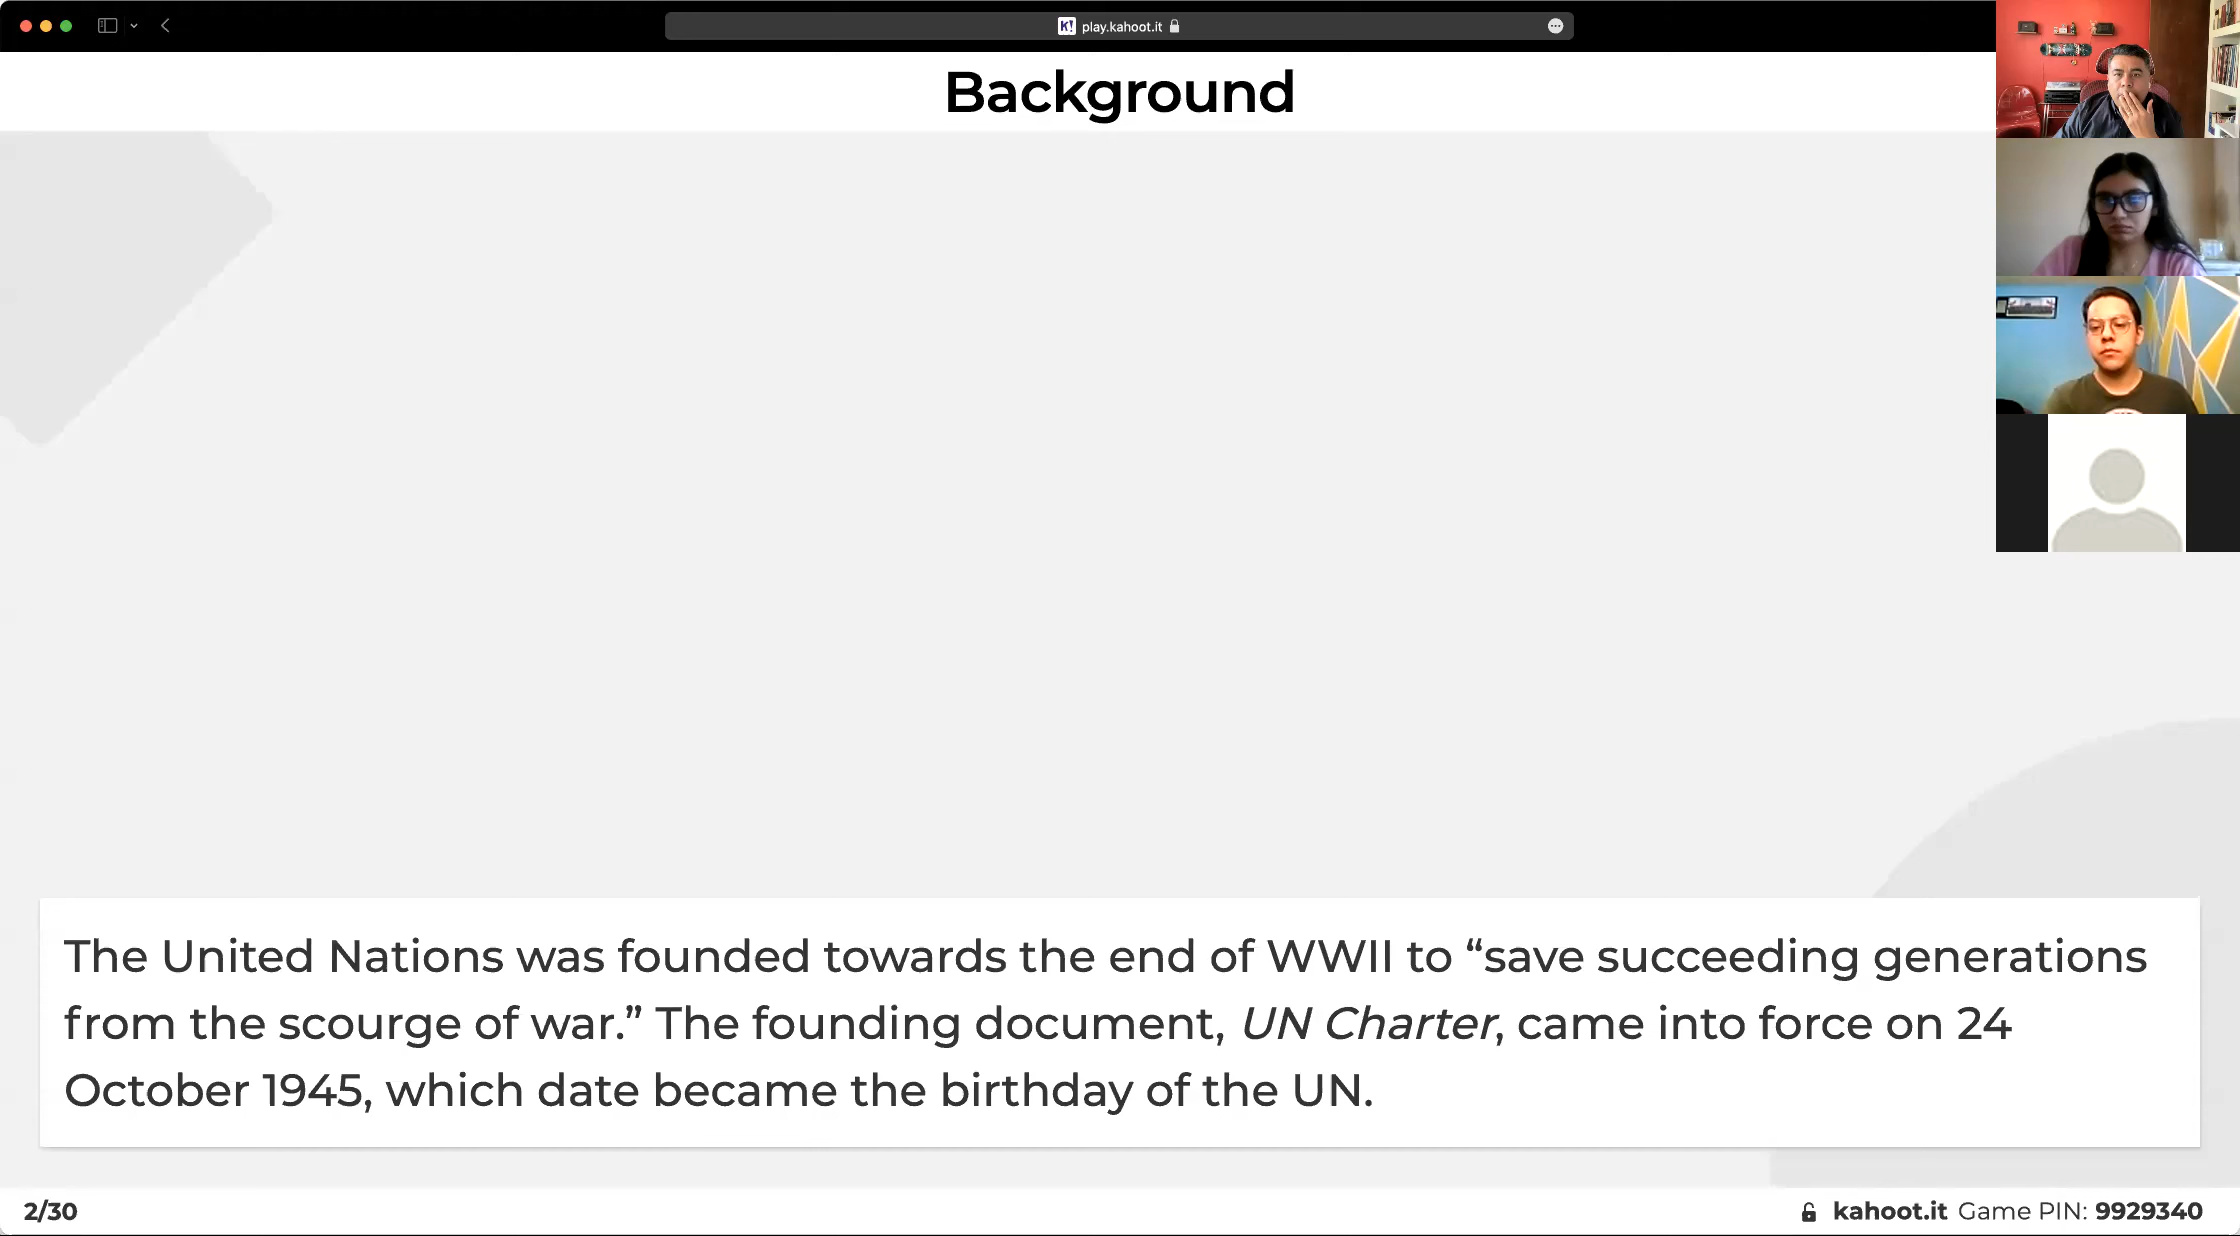 K! play.kahoot.it
Background
The United Nations was founded towards the end of WWII to “save succeeding generations
from the scourge of war.” The founding document, UN Charter, came into force on 24
October 1945, which date became the birthday of the UN.
2/30
kahoot.it Game PIN: 9929340